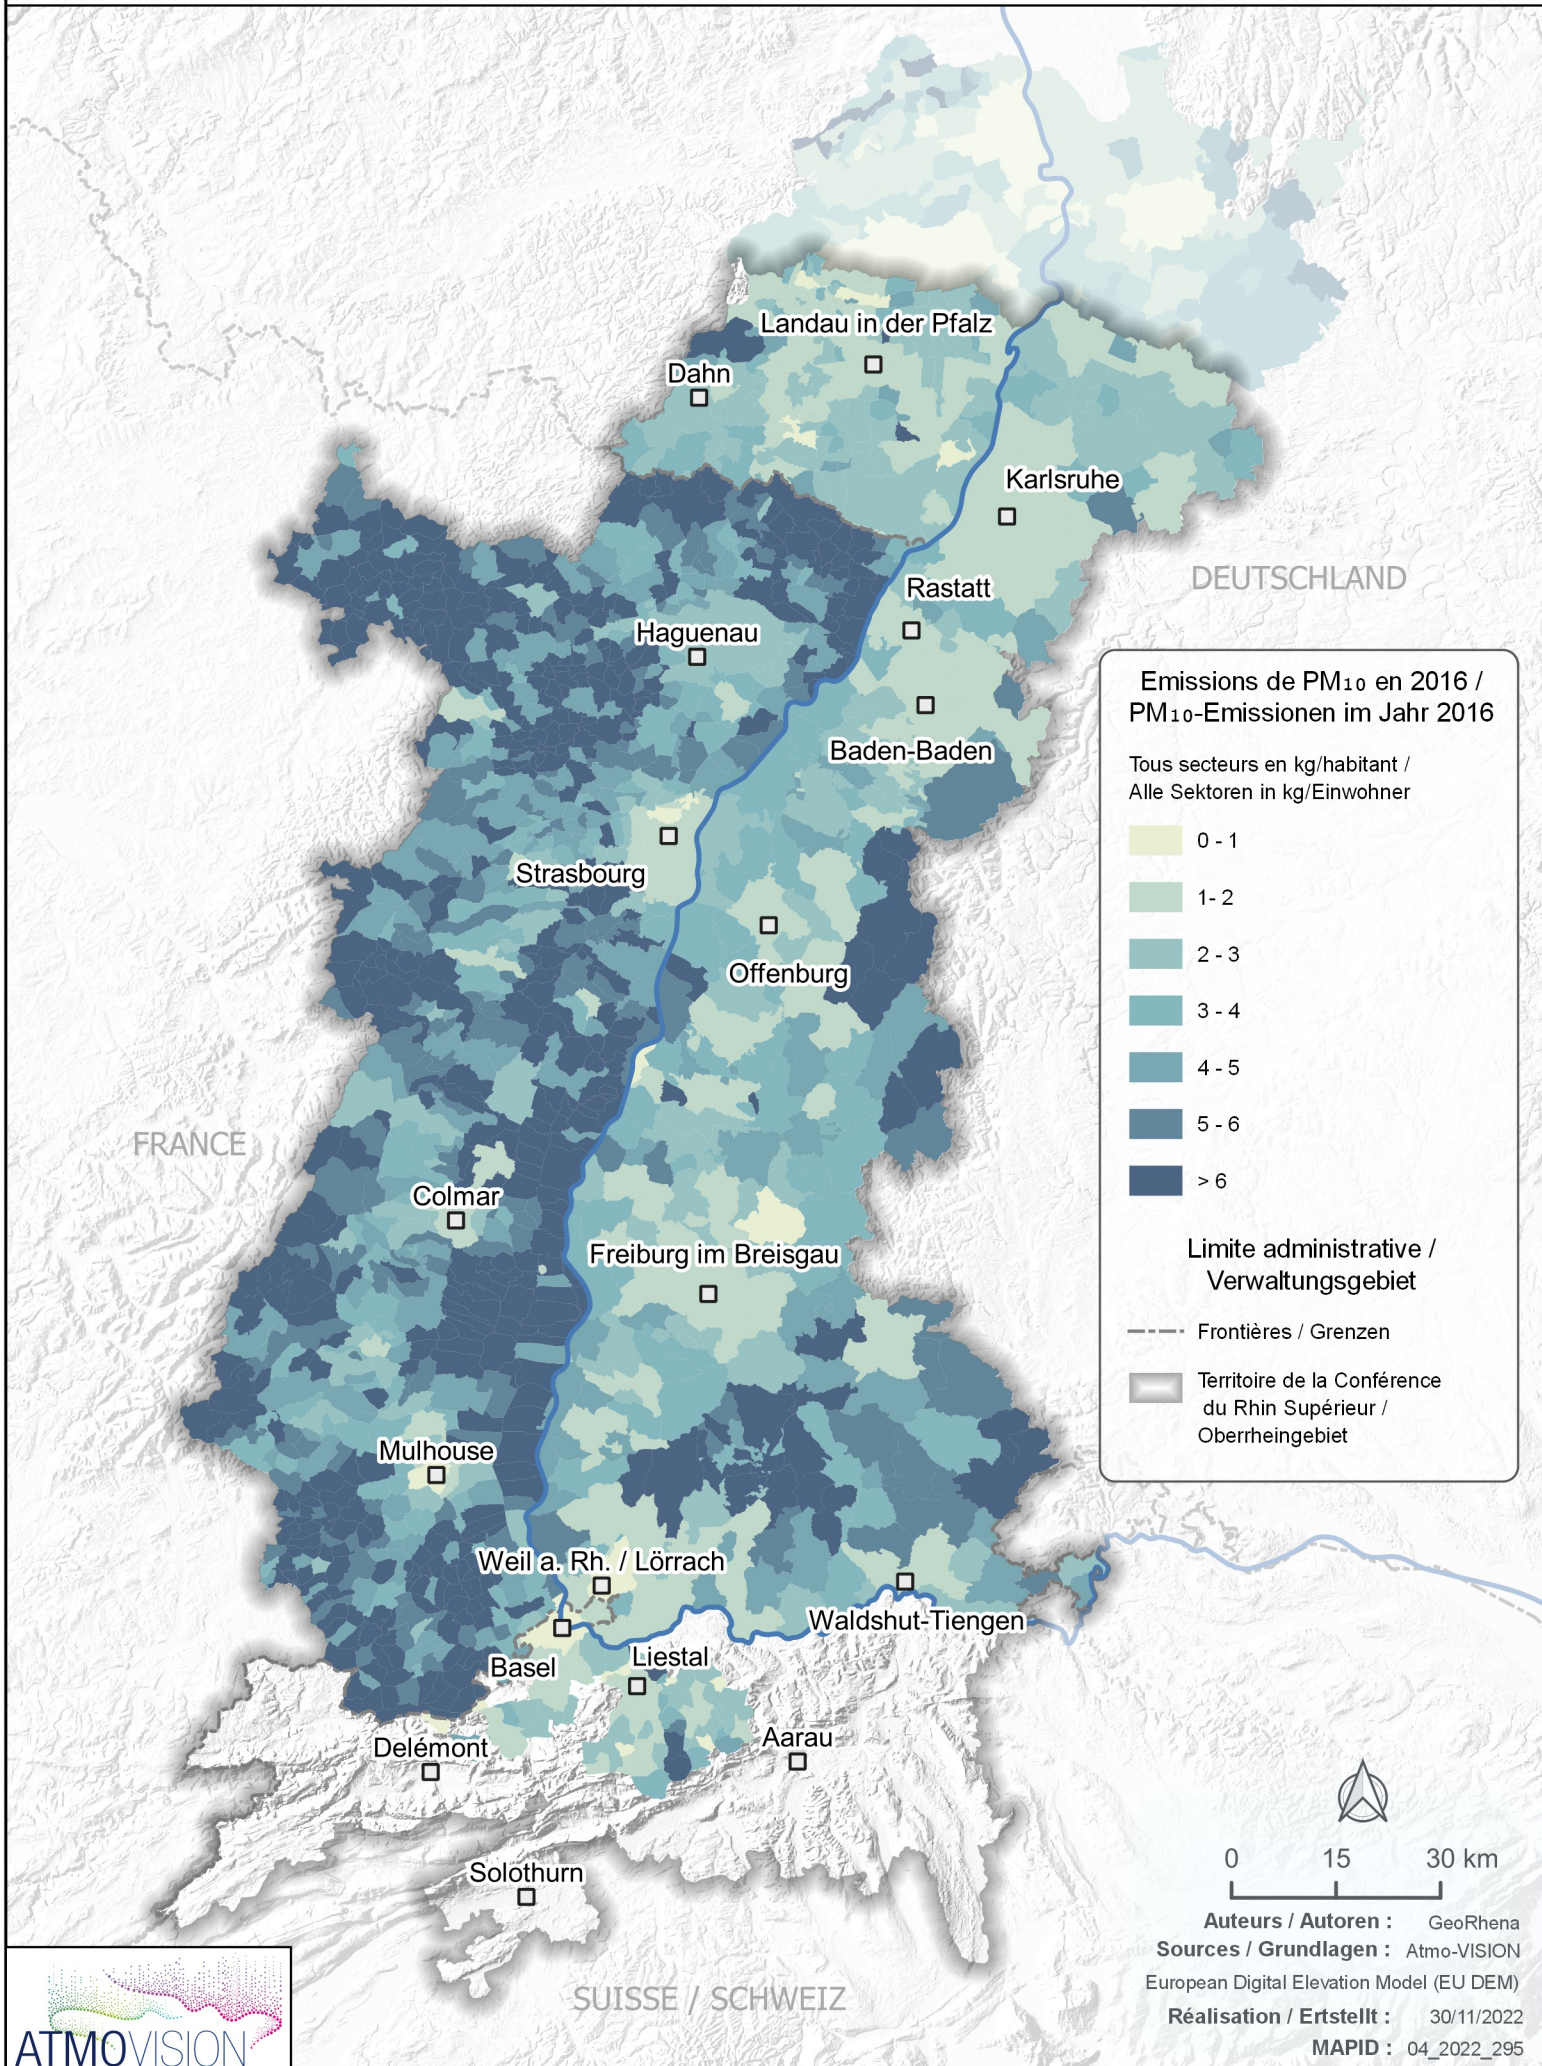 Landau in der Pfalz
Dahn
Karlsruhe
DEUTSCHLAND
Rastatt
Haguenau
Baden-Baden
Strasbourg
Offenburg
FRANCE
Colmar
Freiburg im Breisgau
Mulhouse
Weil a. Rh. / Lörrach
Waldshut-Tiengen
Basel
Liestal
Delémont
Aarau
Solothurn
SUISSE / SCHWEIZ
Emissions de PM₁₀ en 2016 /
PM₁₀-Emissionen im Jahr 2016
Tous secteurs en kg/habitant /
Alle Sektoren in kg/Einwohner
0 - 1
1- 2
2 - 3
3 - 4
4 - 5
5 - 6
> 6
Limite administrative /
Verwaltungsgebiet
Frontières / Grenzen
Territoire de la Conférence
du Rhin Supérieur /
Oberrheingebiet
0 15 30 km
Auteurs / Autoren : GeoRhena
Sources / Grundlagen : Atmo-VISION
European Digital Elevation Model (EU DEM)
Réalisation / Ertstellt : 30/11/2022
MAPID : 04_2022_295
ATMOVISION